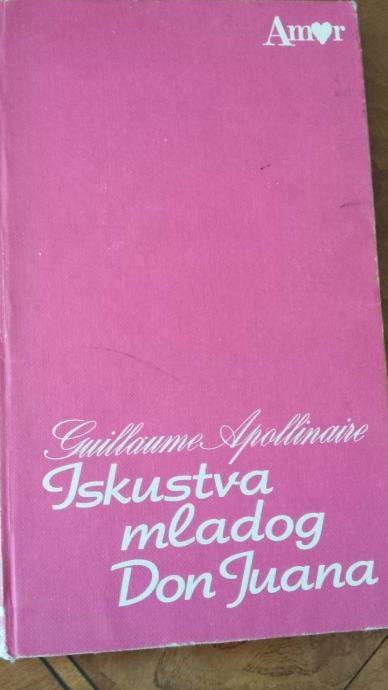 Amor
Guillaume Apollinaire
Iskustva
mladog
Don Juana